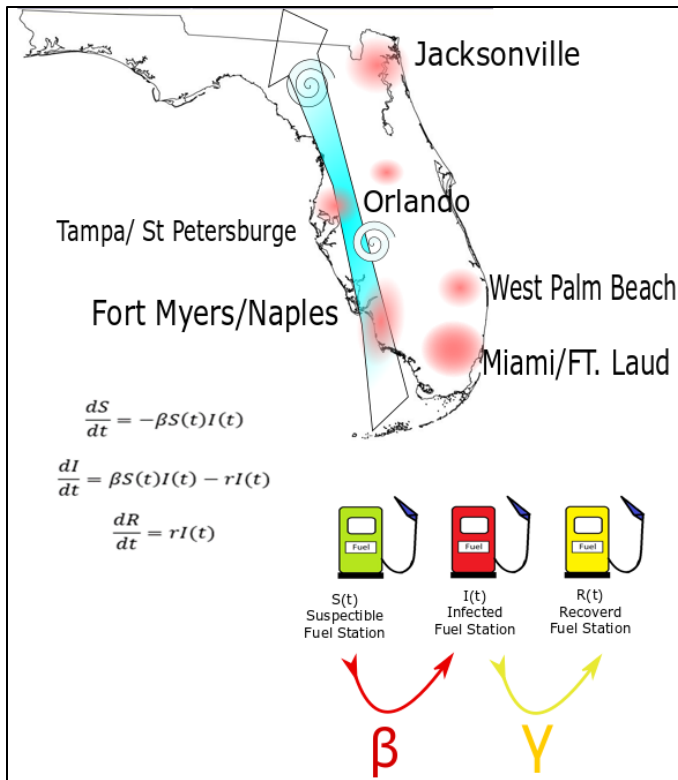 Jacksonville
Orlando
Tampa/ St Petersburge
West Palm Beach
Fort Myers/Naples
Miami/FT. Laud
dS/dt = −βS(t)I(t)
dI/dt = βS(t)I(t) − rI(t)
dR/dt = rI(t)
Fuel
Fuel
Fuel
S(t)
Suspectible
Fuel Station
I(t)
Infected
Fuel Station
R(t)
Recoverd
Fuel Station
β
γ